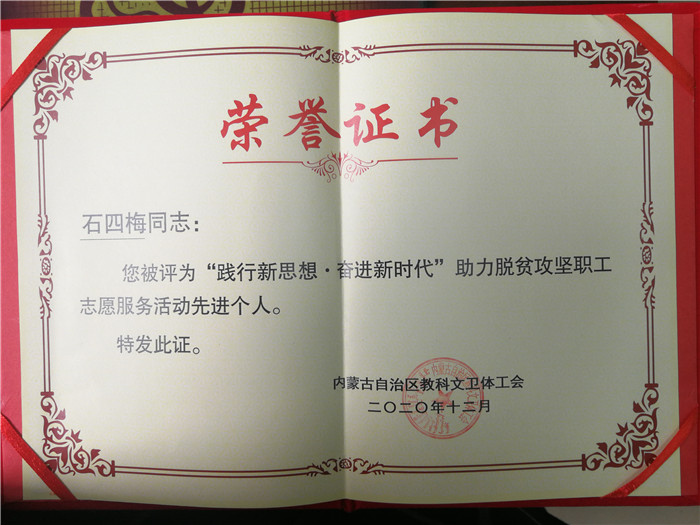 荣誉证书
石四梅同志：
您被评为“践行新思想·奋进新时代”助力脱贫攻坚职工
志愿服务活动先进个人。
特发此证。
内蒙古自治区教科文卫体工会
二〇二〇年十二月